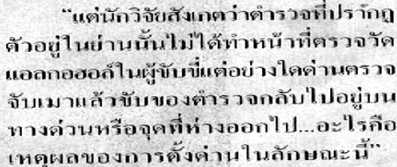 "แต่นักวิจัยสังเกตว่าตำรวจที่ปรากฏ
ตัวอยู่ในย่านนั้นไม่ได้ทำหน้าที่ตรวจวัด
แอลกอฮอล์ในผู้ขับขี่แต่อย่างใดด่านตรวจ
จับเมาแล้วขับของตำรวจกลับไปอยู่บน
ทางด่วนหรือจุดที่ห่างออกไป...อะไรคือ
เหตุผลของการตั้งด่านในลักษณะนี้"